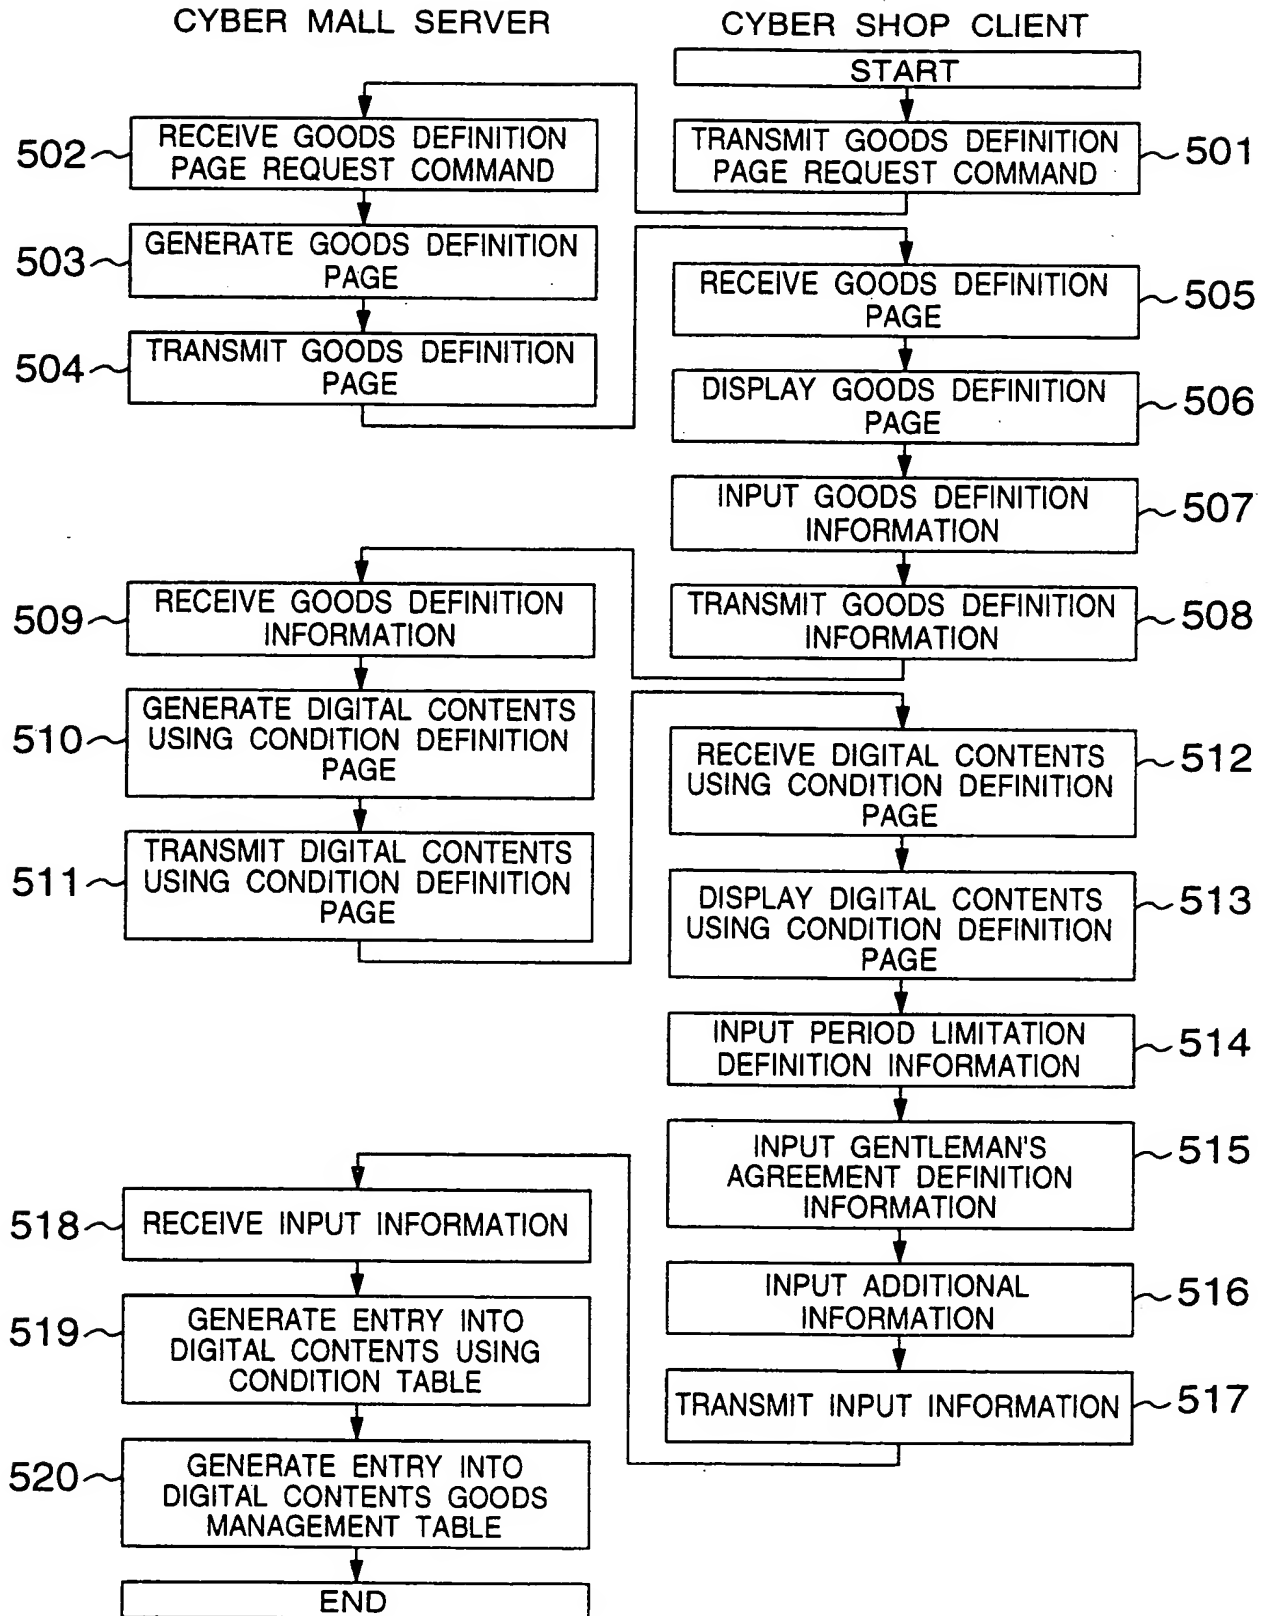 CYBER MALL SERVER
CYBER SHOP CLIENT
START
TRANSMIT GOODS DEFINITION
PAGE REQUEST COMMAND
501
502
RECEIVE GOODS DEFINITION
PAGE REQUEST COMMAND
503
GENERATE GOODS DEFINITION
PAGE
504
TRANSMIT GOODS DEFINITION
PAGE
RECEIVE GOODS DEFINITION
PAGE
505
DISPLAY GOODS DEFINITION
PAGE
506
INPUT GOODS DEFINITION
INFORMATION
507
TRANSMIT GOODS DEFINITION
INFORMATION
508
509
RECEIVE GOODS DEFINITION
INFORMATION
510
GENERATE DIGITAL CONTENTS
USING CONDITION DEFINITION
PAGE
511
TRANSMIT DIGITAL CONTENTS
USING CONDITION DEFINITION
PAGE
RECEIVE DIGITAL CONTENTS
USING CONDITION DEFINITION
PAGE
512
DISPLAY DIGITAL CONTENTS
USING CONDITION DEFINITION
PAGE
513
INPUT PERIOD LIMITATION
DEFINITION INFORMATION
514
INPUT GENTLEMAN'S
AGREEMENT DEFINITION
INFORMATION
515
INPUT ADDITIONAL
INFORMATION
516
TRANSMIT INPUT INFORMATION
517
518
RECEIVE INPUT INFORMATION
519
GENERATE ENTRY INTO
DIGITAL CONTENTS USING
CONDITION TABLE
520
GENERATE ENTRY INTO
DIGITAL CONTENTS GOODS
MANAGEMENT TABLE
END